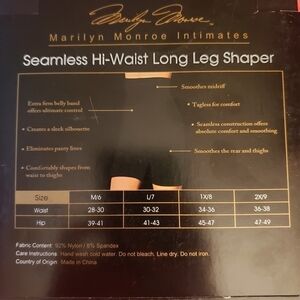 Marilyn Monroe
Marilyn Monroe Intimates
Seamless Hi-Waist Long Leg Shaper
Smoothes midriff
Extra firm belly band
offers ultimate control
• Tagless for comfort
• Creates a sleek silhouette
• Seamless construction offers
absolute comfort and smoothing
• Eliminates panty lines
• Smoothes the rear and thighs
• Comfortably shapes from
waist to thighs
Size M/6 L/7 1X/8 2X/9
Waist 28-30 30-32 34-36 36-38
Hip 39-41 41-43 45-47 47-49
Fabric Content: 92% Nylon / 8% Spandex
Care Instructions: Hand wash cold water. Do not bleach. Line dry. Do not iron.
Country of Origin: Made in China